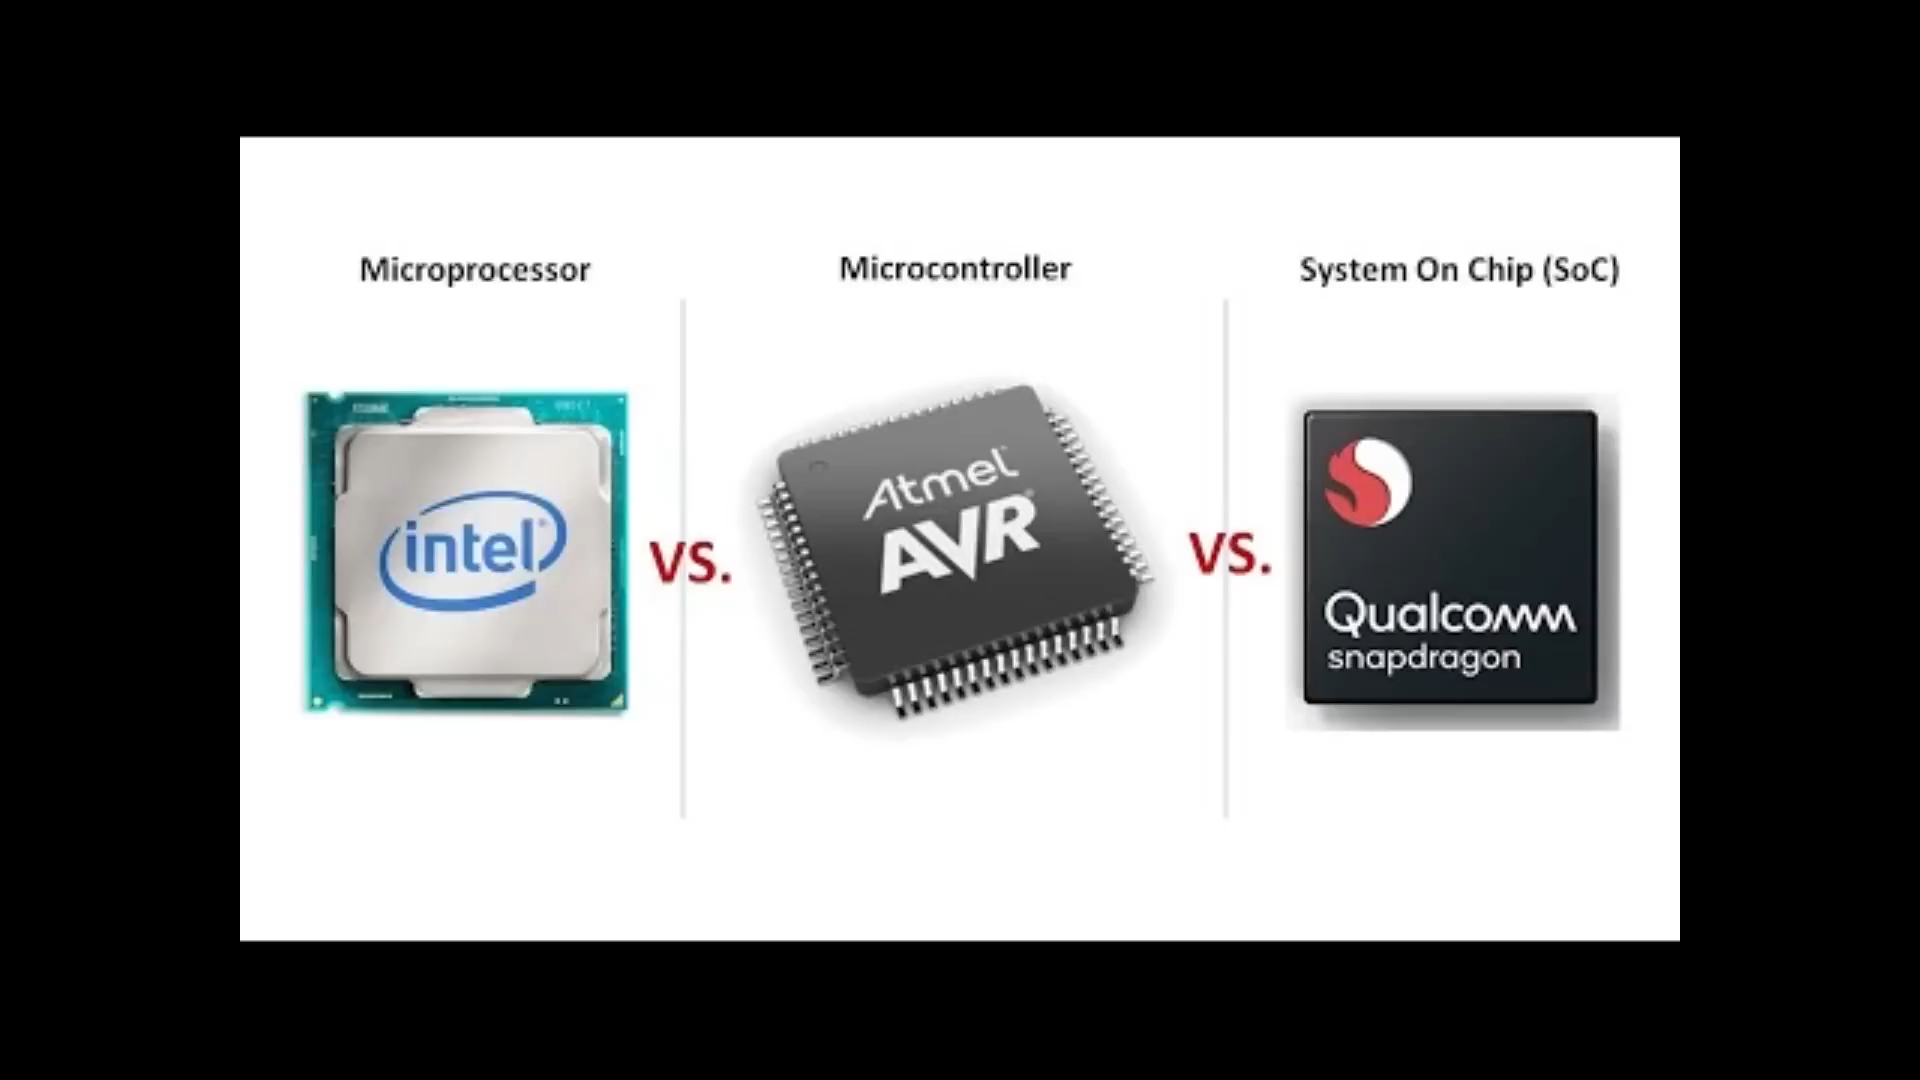 Microprocessor
Microcontroller
System On Chip (SoC)
intel
VS.
Atmel
AVR
VS.
Qualcomm
snapdragon